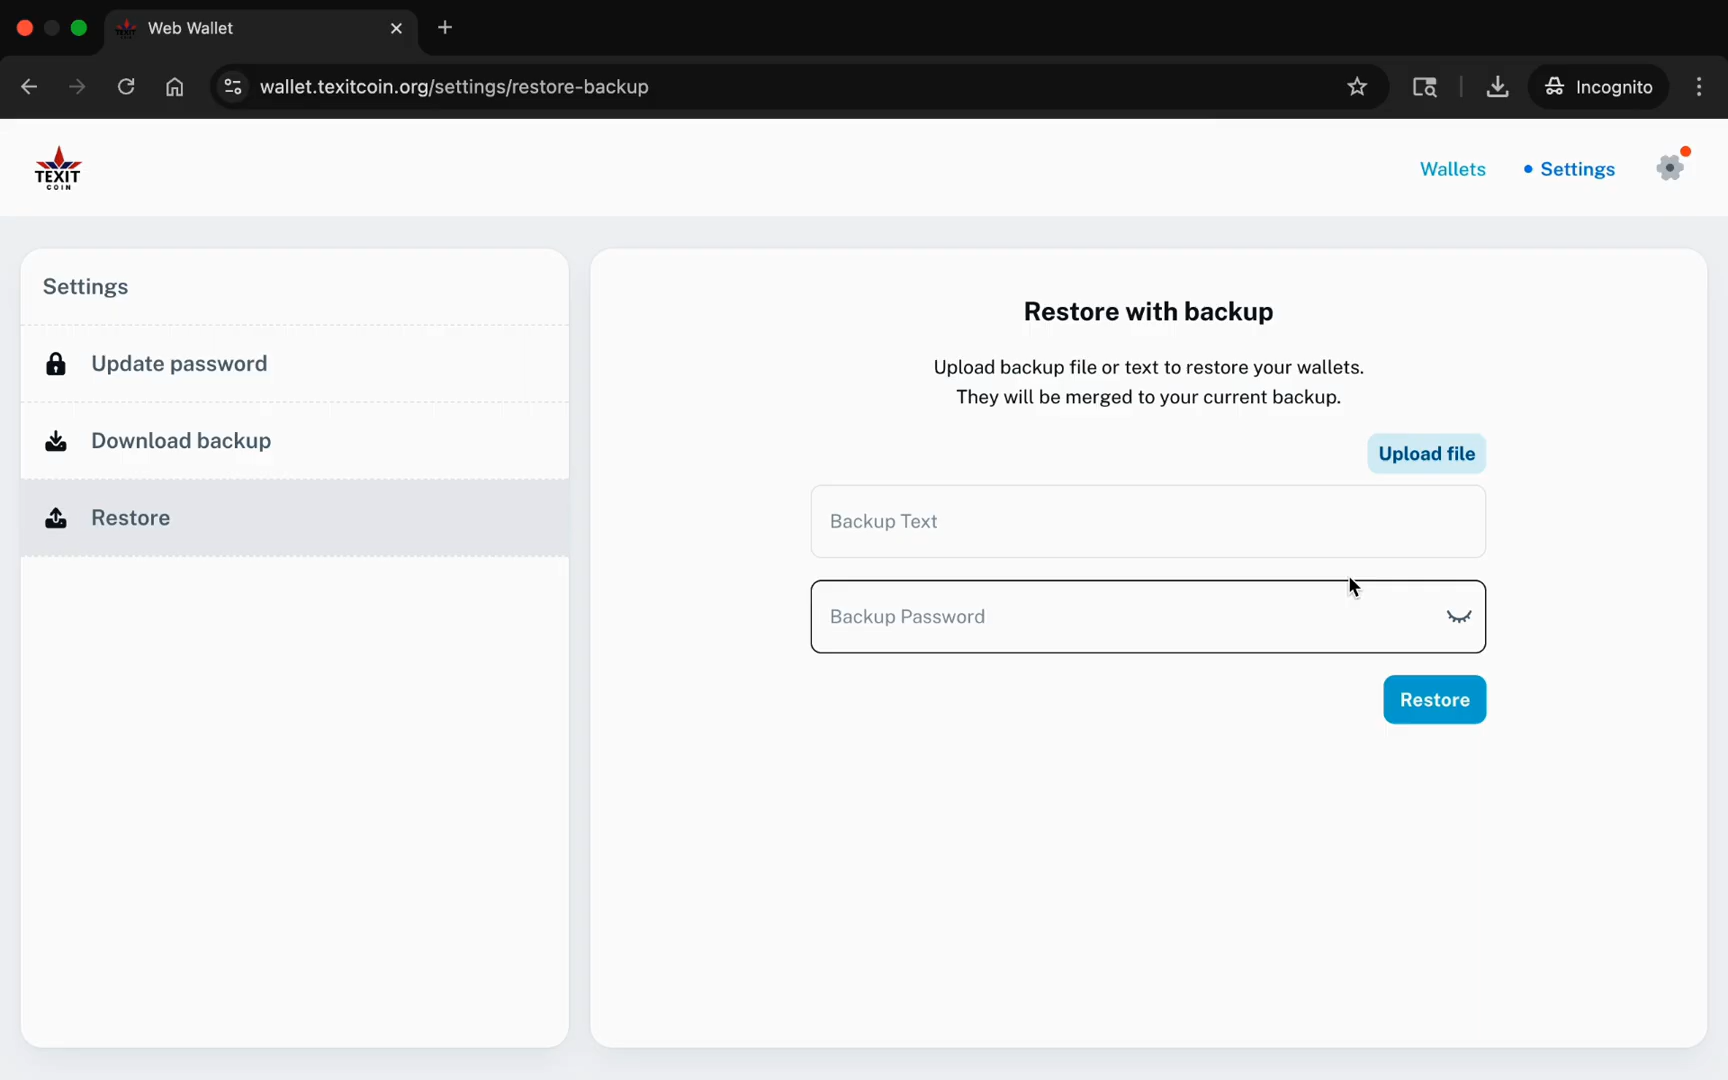 Web Wallet
wallet.texitcoin.org/settings/restore-backup
Incognito
TEXIT
COIN
Wallets
Settings
Settings
Update password
Download backup
Restore
Restore with backup
Upload backup file or text to restore your wallets.
They will be merged to your current backup.
Upload file
Backup Text
Backup Password
Restore